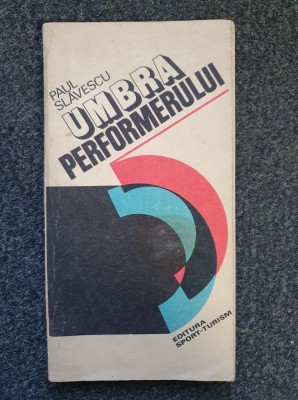 PAUL
SLAVESCU
UMBRA
PERFORMERULUI
EDITURA
SPORT-TURISM